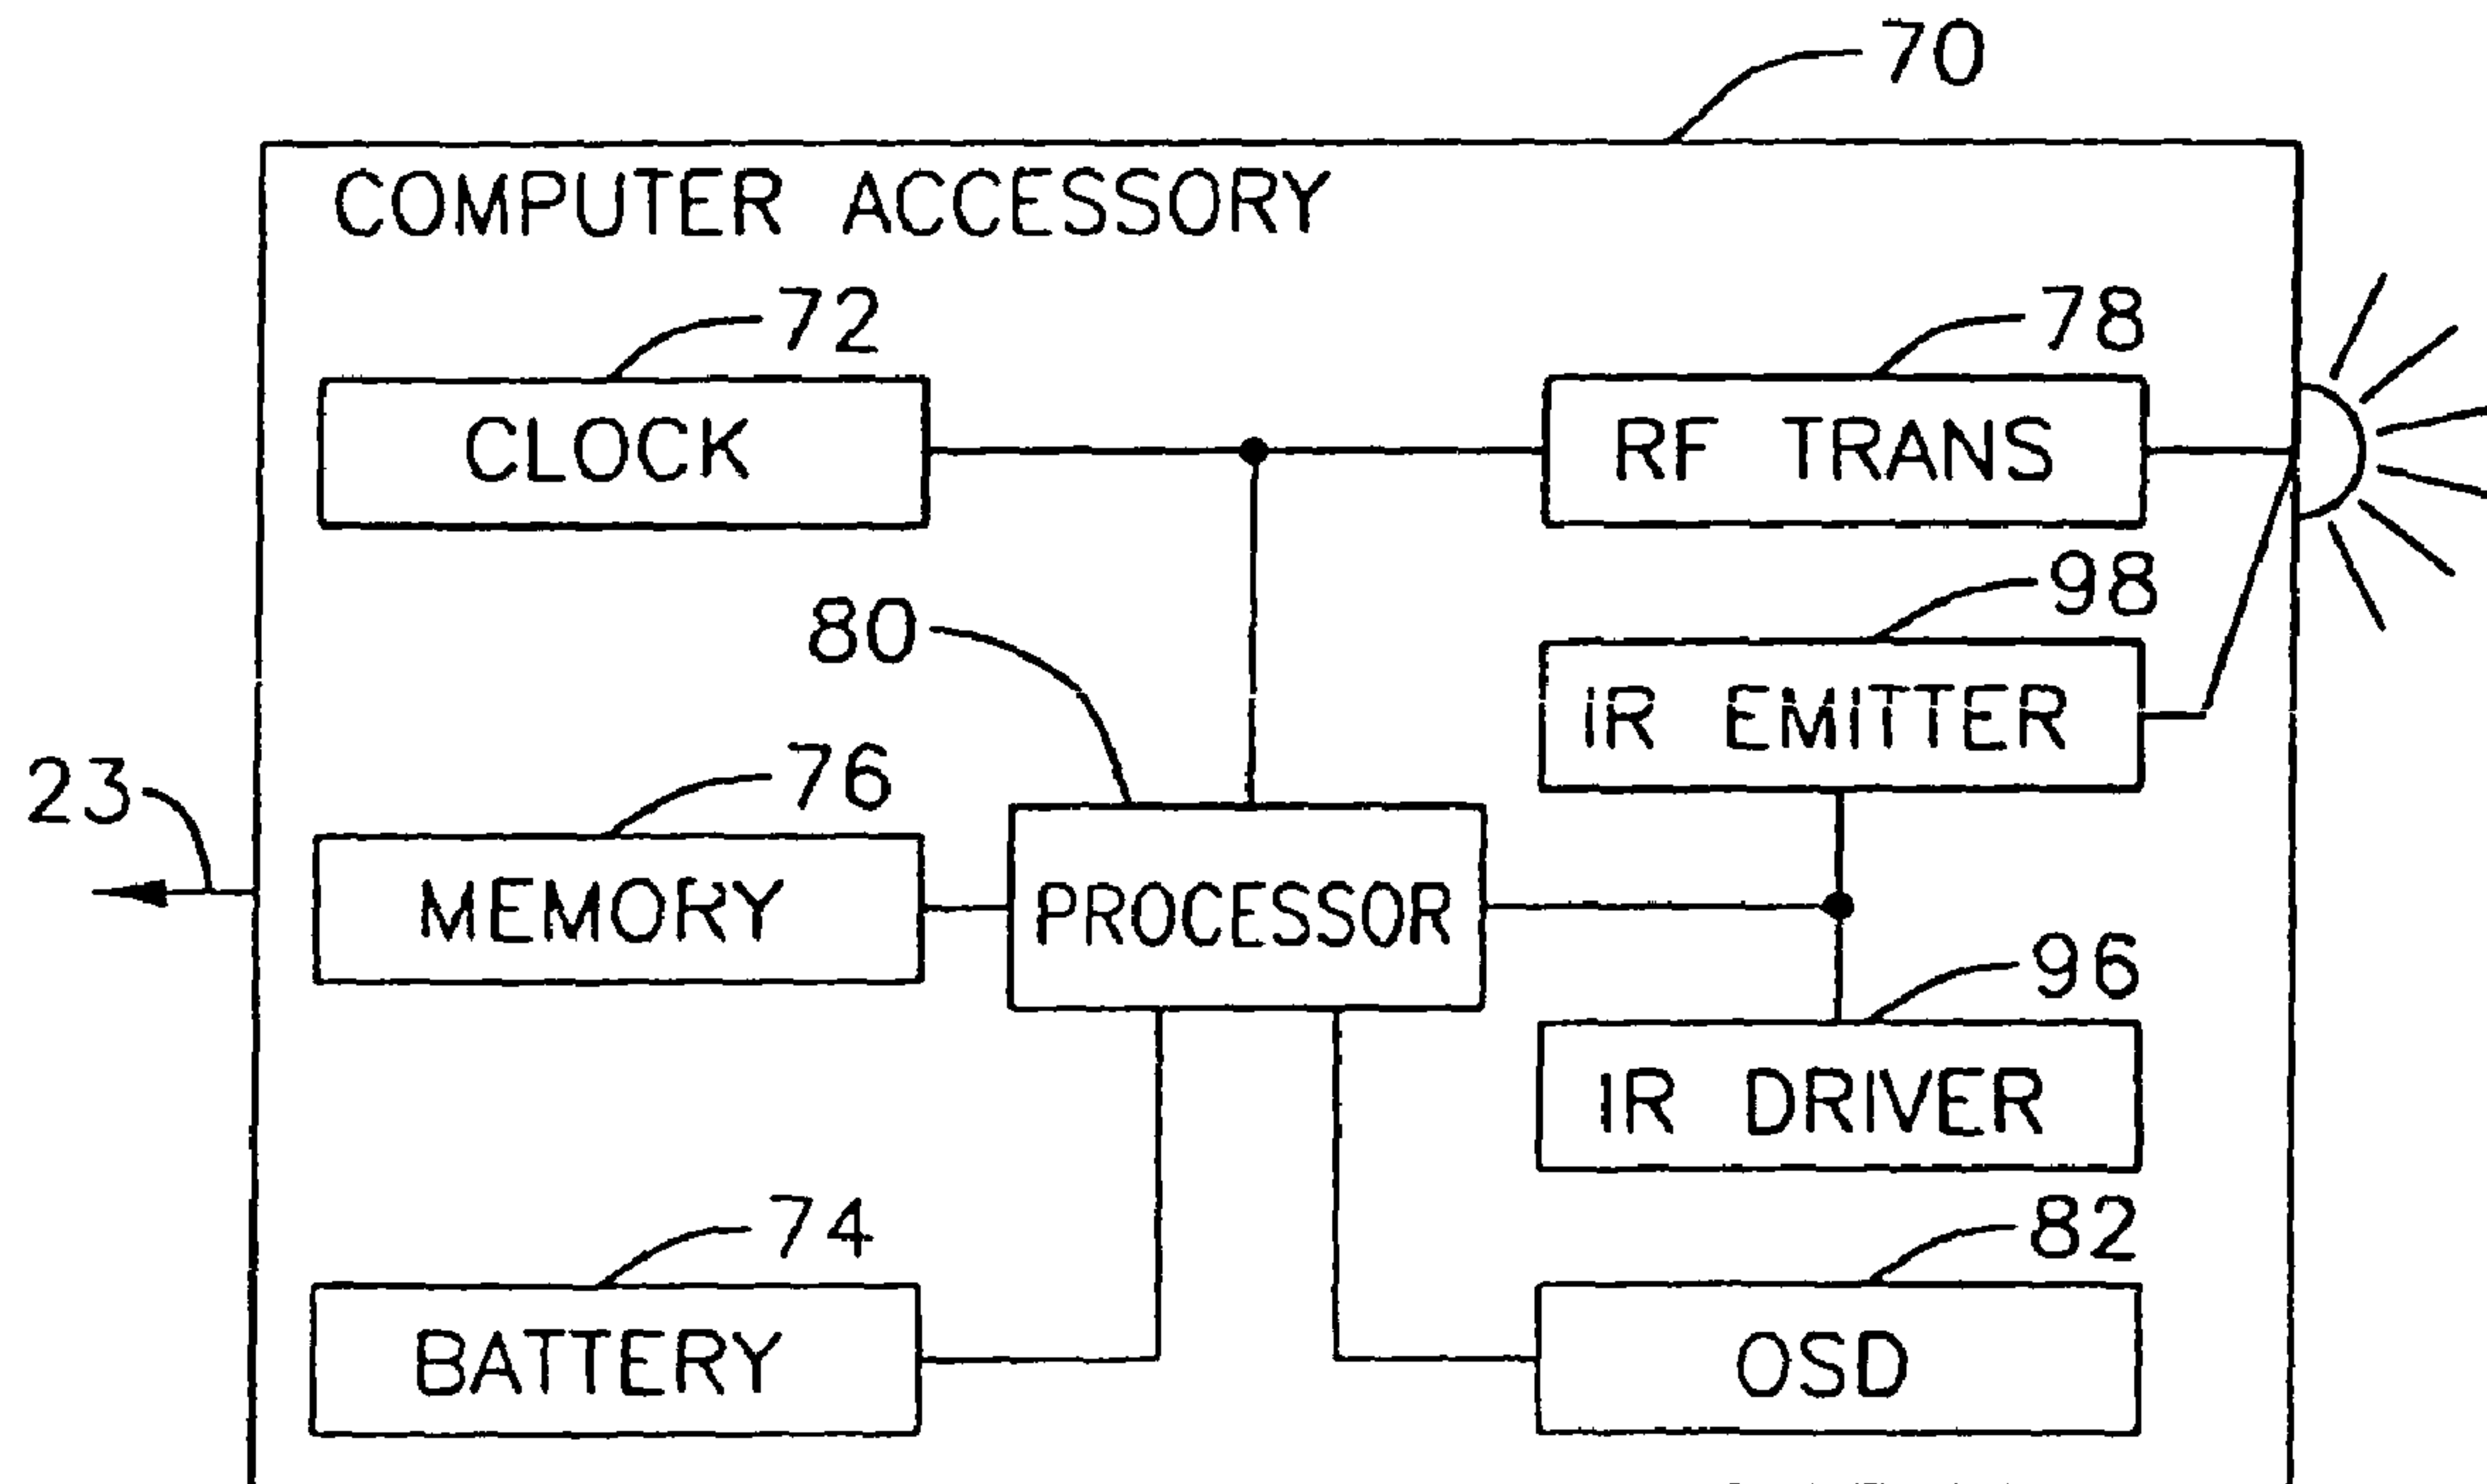 70
COMPUTER ACCESSORY
72
78
CLOCK
RF TRANS
98
80
IR EMITTER
76
23
MEMORY
PROCESSOR
96
IR DRIVER
74
82
BATTERY
OSD